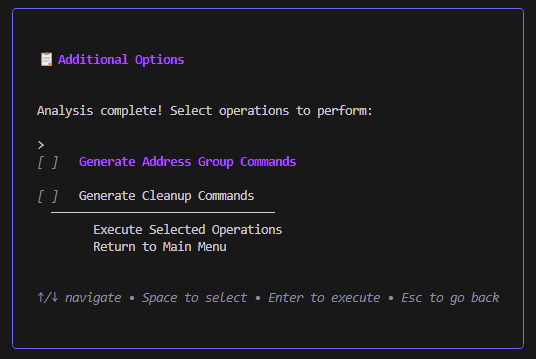 📋 Additional Options
Analysis complete! Select operations to perform:
>
[ ] Generate Address Group Commands
[ ] Generate Cleanup Commands
Execute Selected Operations
Return to Main Menu
↑/↓ navigate • Space to select • Enter to execute • Esc to go back